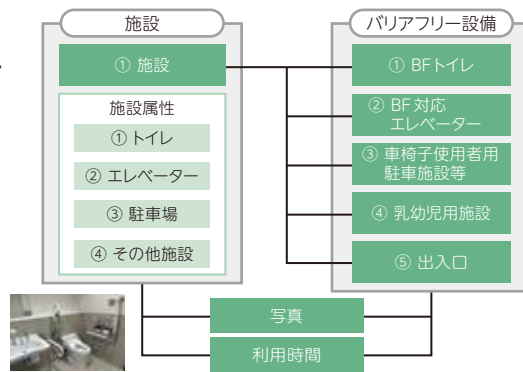 施設
① 施設
施設属性
① トイレ
② エレベーター
③ 駐車場
④ その他施設
バリアフリー設備
① BFトイレ
② BF対応
エレベーター
③ 車椅子使用者用
駐車施設等
④ 乳幼児用施設
⑤ 出入口
写真
利用時間